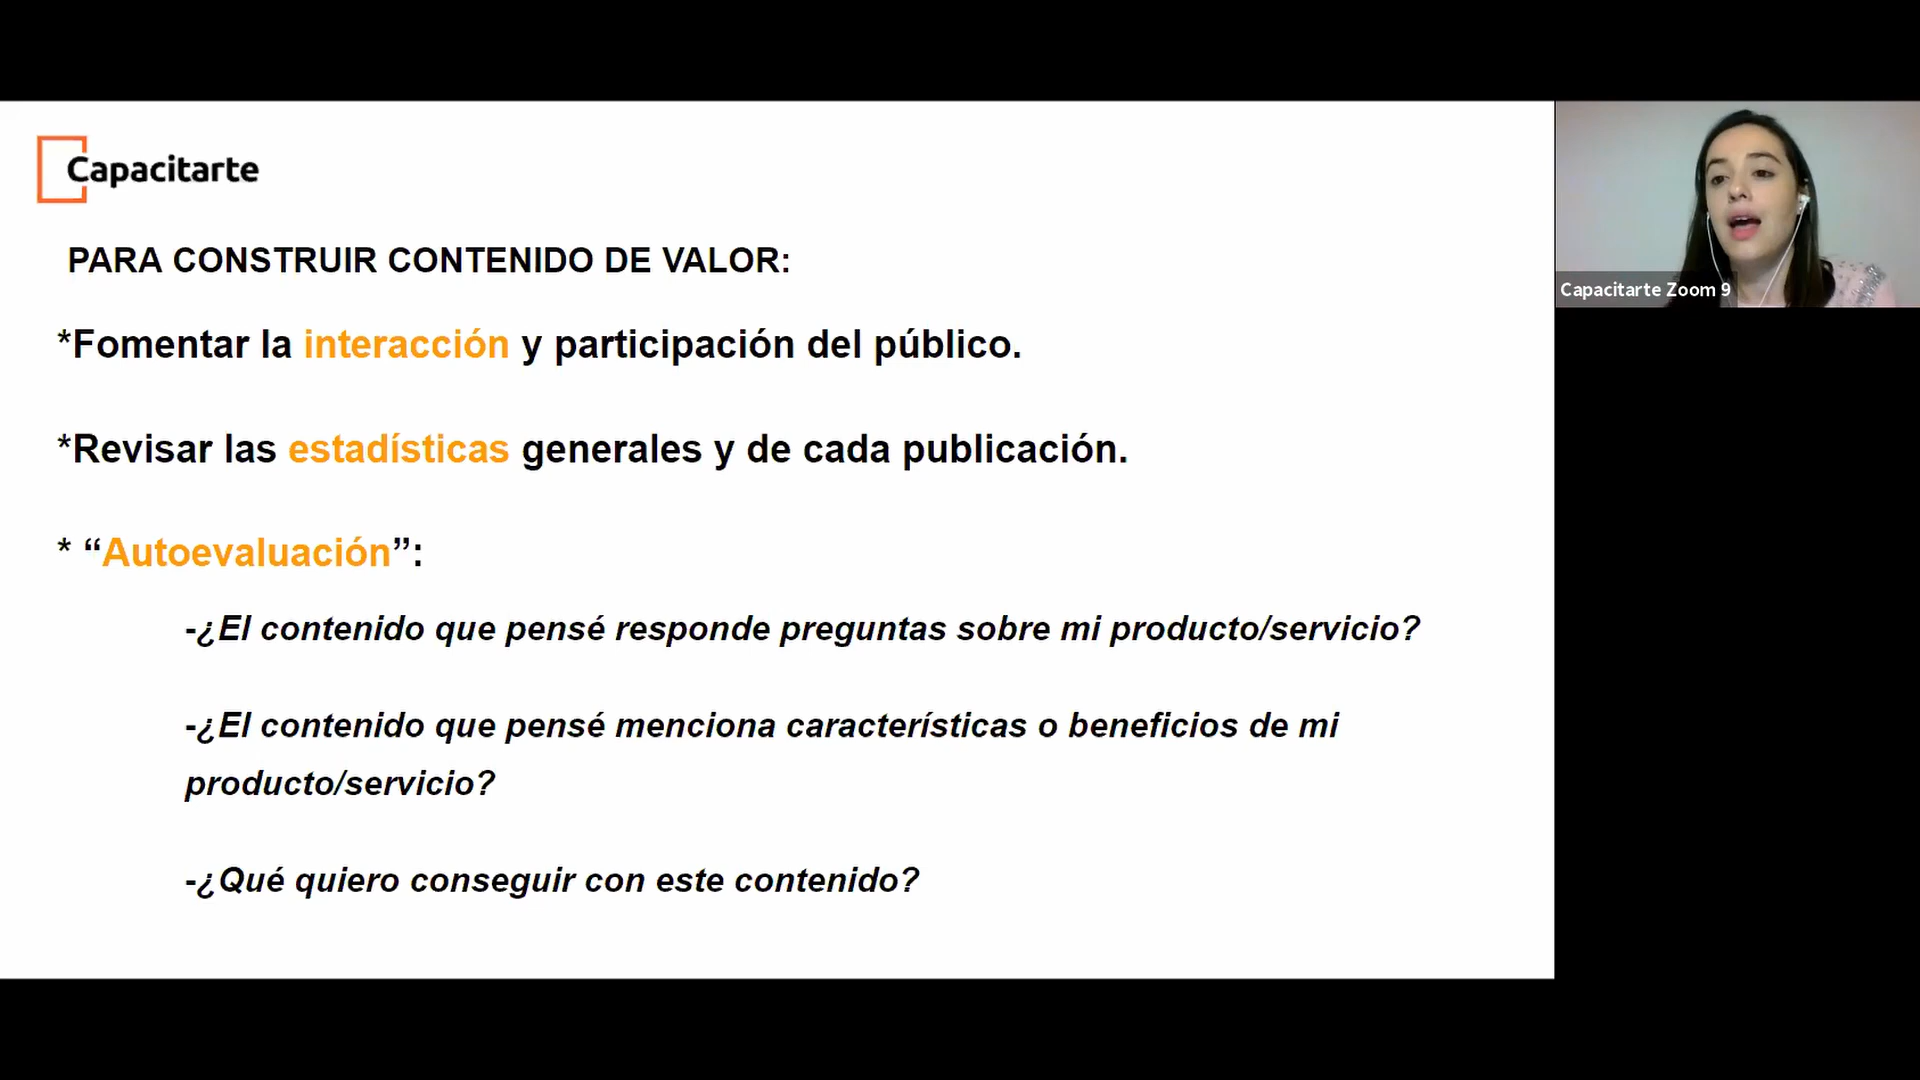 Capacitarte
PARA CONSTRUIR CONTENIDO DE VALOR:
*Fomentar la interacción y participación del público.
*Revisar las estadísticas generales y de cada publicación.
* “Autoevaluación”:
-¿El contenido que pensé responde preguntas sobre mi producto/servicio?
-¿El contenido que pensé menciona características o beneficios de mi
producto/servicio?
-¿Qué quiero conseguir con este contenido?
Capacitarte Zoom 9